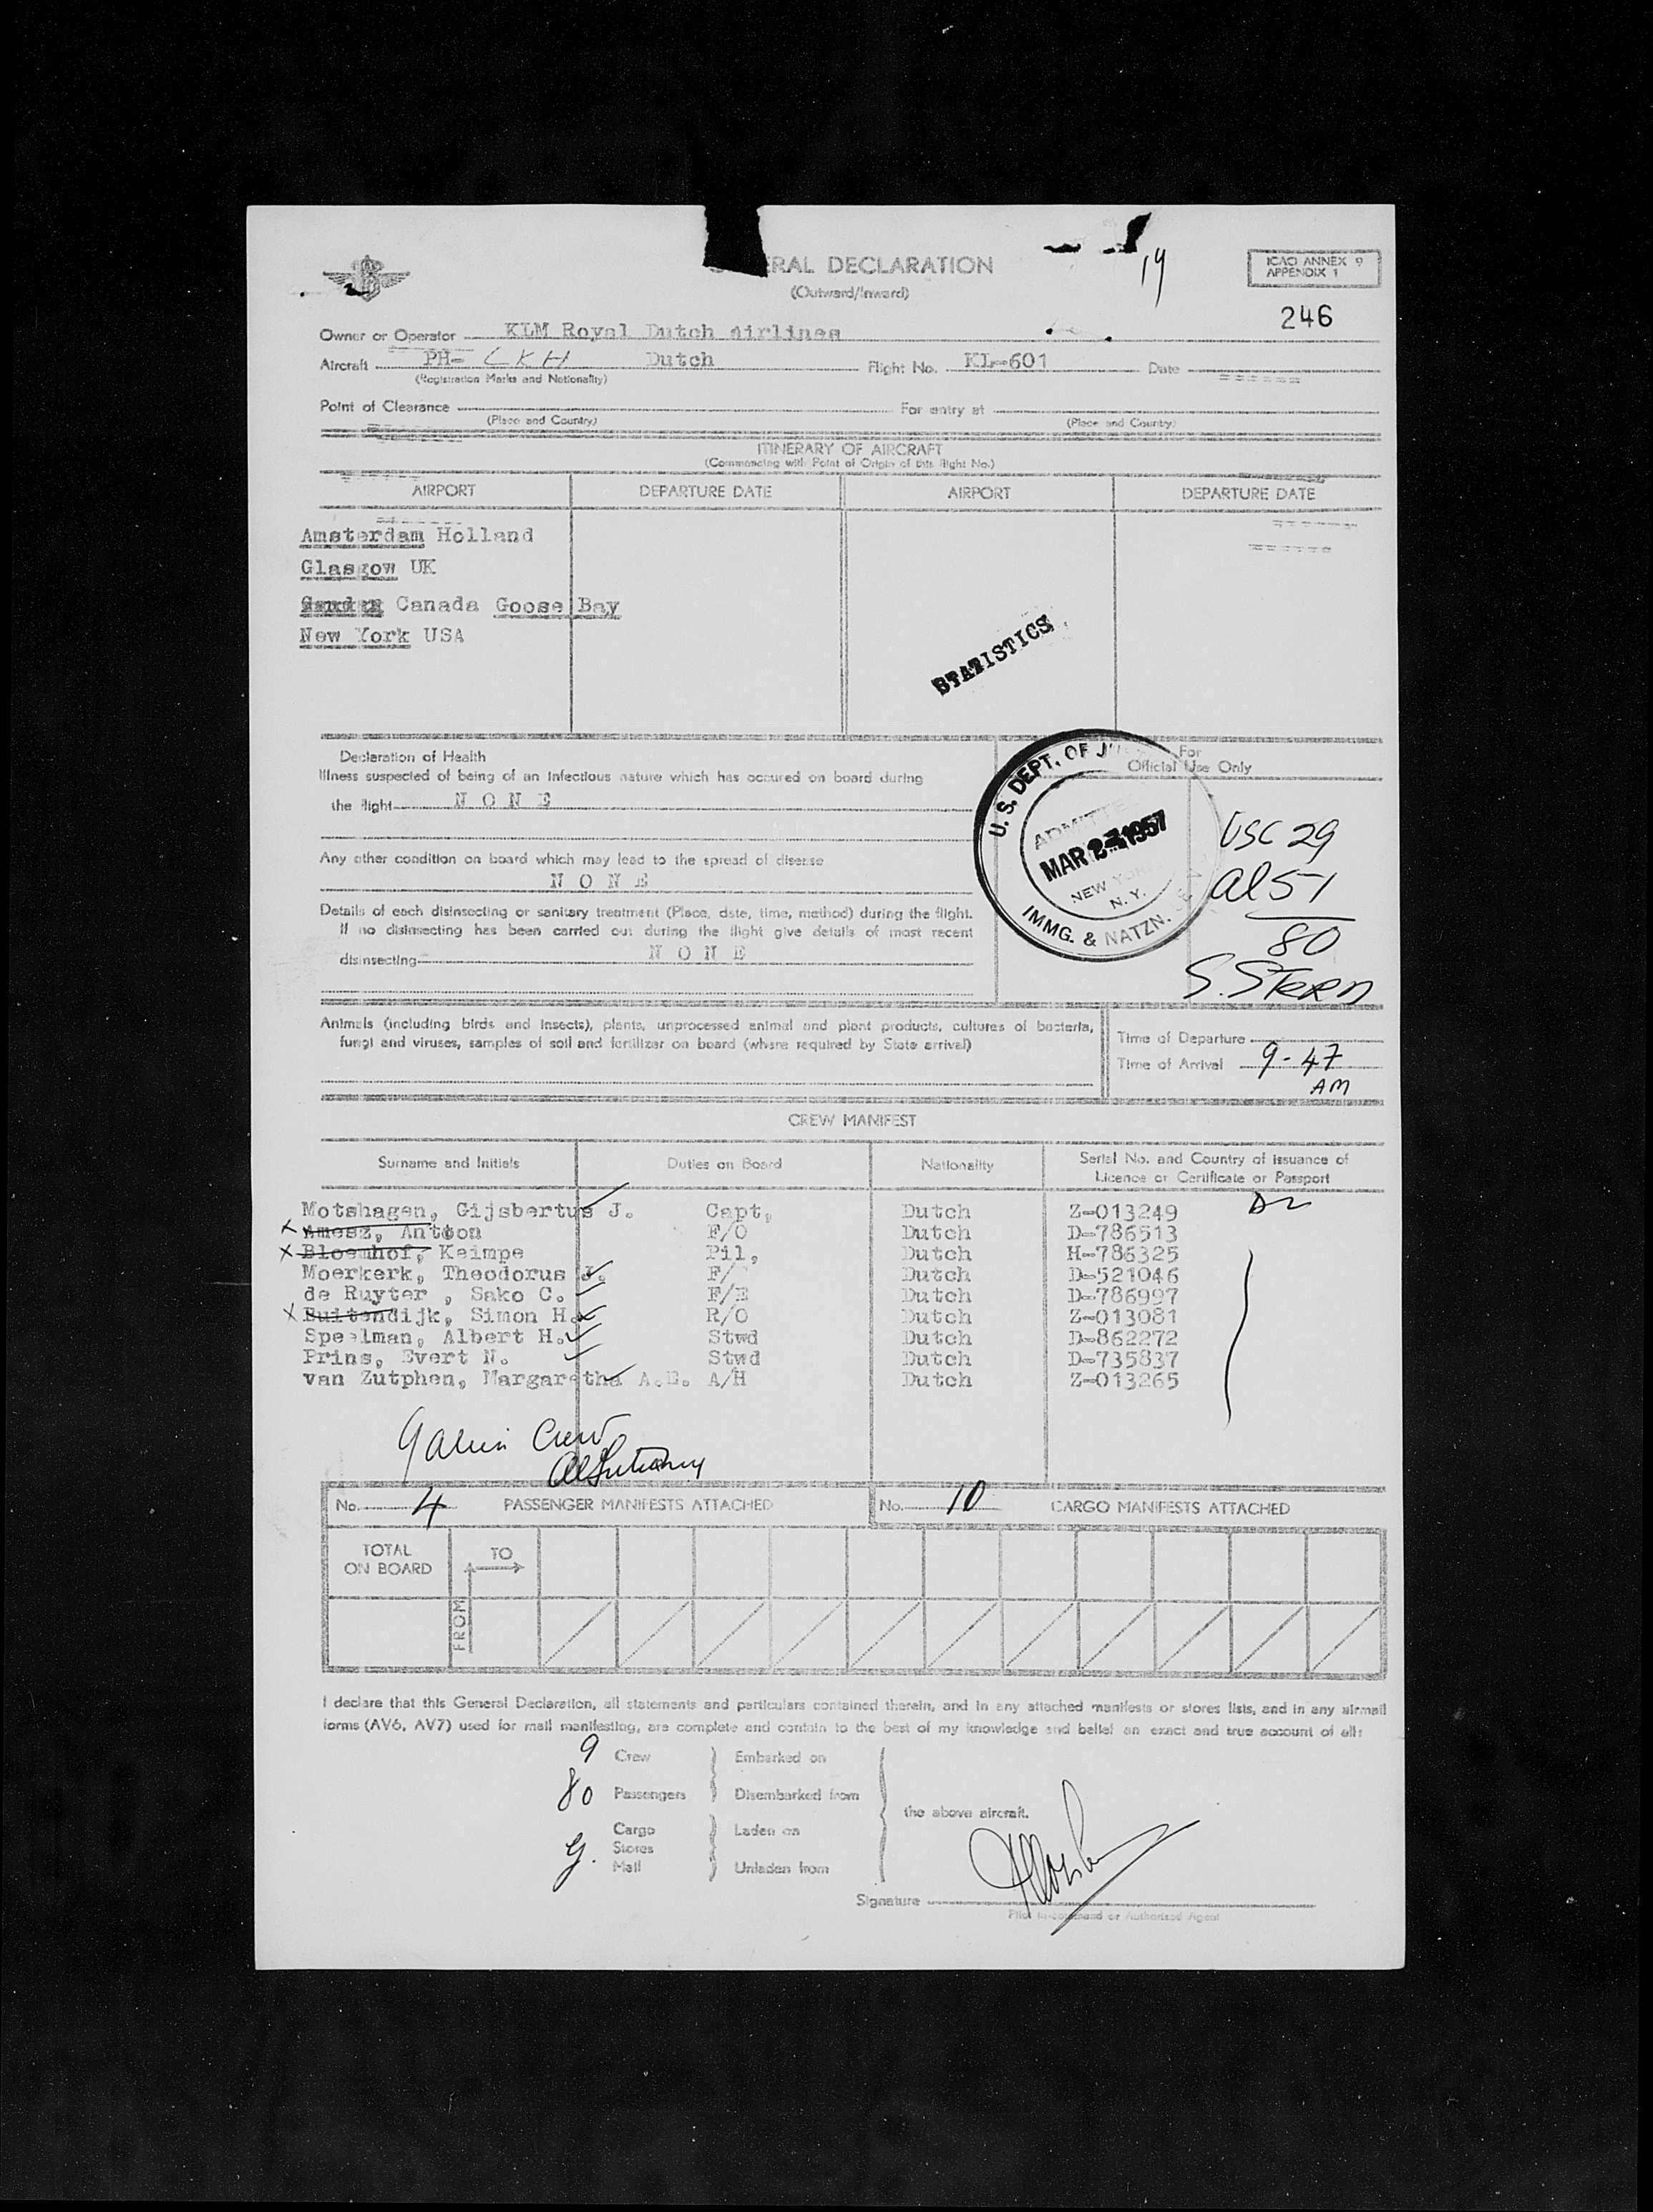 RAL DECLARATION
(Outward/Inward)
19
ICAO ANNEX 9
APPENDIX 1
246
Owner or Operator KLM Royal Dutch Airlines
Aircraft PH- LKH Dutch Flight No. KL-601 Date
(Registration Marks and Nationality)
Point of Clearance For entry at
(Place and Country) (Place and Country)
ITINERARY OF AIRCRAFT
(Commencing with Point of Origin of this flight No.)
AIRPORT DEPARTURE DATE AIRPORT DEPARTURE DATE
Amsterdam Holland
Glasgow UK
Canada Goose Bay
New York USA
STATISTICS
Declaration of Health
Illness suspected of being of an infectious nature which has occured on board during
the flight NONE
Any other condition on board which may lead to the spread of disease
NONE
Details of each disinsecting or sanitary treatment (Place, date, time, method) during the flight.
If no disinsecting has been carried out during the flight give details of most recent
disinsecting NONE
For
Official Use Only
U. S. DEPT. OF
ADMITTED
MAR 1957
NEW YORK
N. Y.
IMMG. & NATZN.
USC 29
al 51
80
S. STERN
Animals (including birds and insects), plants, unprocessed animal and plant products, cultures of bacteria,
fungi and viruses, samples of soil and fertilizer on board (where required by State arrival)
Time of Departure
Time of Arrival 9-47
AM
CREW MANIFEST
Surname and Initials Duties on Board Nationality Serial No. and Country of issuance of
Licence or Certificate or Passport
Motshagen, Gijsbertus J. Capt, Dutch Z-013249
x Amesz, Antoon F/O Dutch D-786513
x Bloemhof, Keimpe Pil, Dutch H-786325
Moerkerk, Theodorus J. F/ Dutch D-521046
de Ruyter , Sako C. F/E Dutch D-786997
x Buitendijk, Simon H. R/O Dutch Z-013081
Speelman, Albert H. Stwd Dutch D-862272
Prins, Evert N. Stwd Dutch D-735837
van Zutphen, Margaretha A.E. A/H Dutch Z-013265
9 alien Crew
No. 4 PASSENGER MANIFESTS ATTACHED No. 10 CARGO MANIFESTS ATTACHED
TOTAL
ON BOARD
TO
FROM
I declare that this General Declaration, all statements and particulars contained therein, and in any attached manifests or stores lists, and in any airmail
forms (AV6, AV7) used for mail manifesting, are complete and contain to the best of my knowledge and belief an exact and true account of all:
9 Crew Embarked on
80 Passengers Disembarked from
the above aircraft.
Cargo Laden on
Stores
Mail Unladen from
Signature
Pilot in-command or Authorized Agent